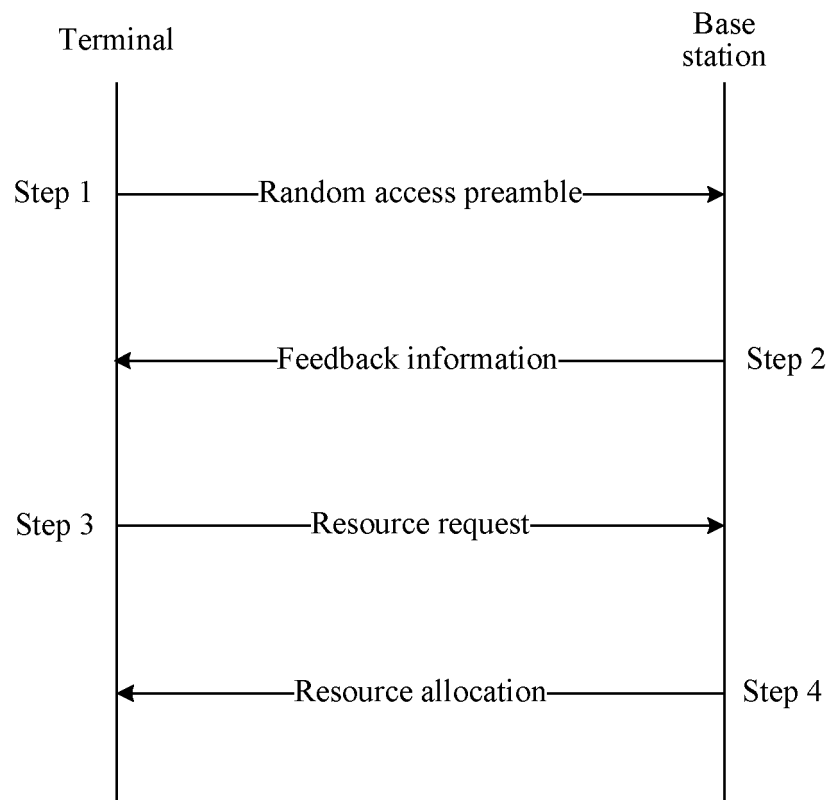 Terminal
Base
station
Step 1
Random access preamble
Feedback information
Step 2
Step 3
Resource request
Resource allocation
Step 4